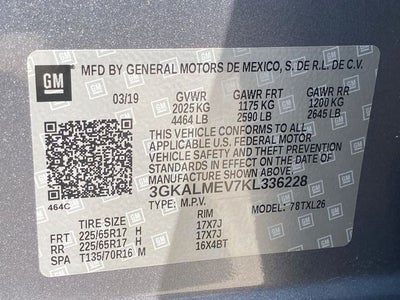 GM
MFD BY GENERAL MOTORS DE MEXICO, S. DE R.L. DE C.V.
03/19 GVWR GAWR FRT GAWR RR
2025 KG 1175 KG 1200 KG
4464 LB 2590 LB 2645 LB
THIS VEHICLE CONFORMS TO ALL
APPLICABLE U.S. FEDERAL MOTOR
VEHICLE SAFETY AND THEFT PREVENTION
STANDARDS IN EFFECT ON THE DATE OF
MANUFACTURE SHOWN ABOVE.
3GKALMEV7KL336228
464C TYPE: M.P.V. MODEL: 78TXL26
TIRE SIZE RIM
FRT 225/65R17 H 17X7J
RR 225/65R17 H 17X7J
SPA T135/70R16 M 16X4BT